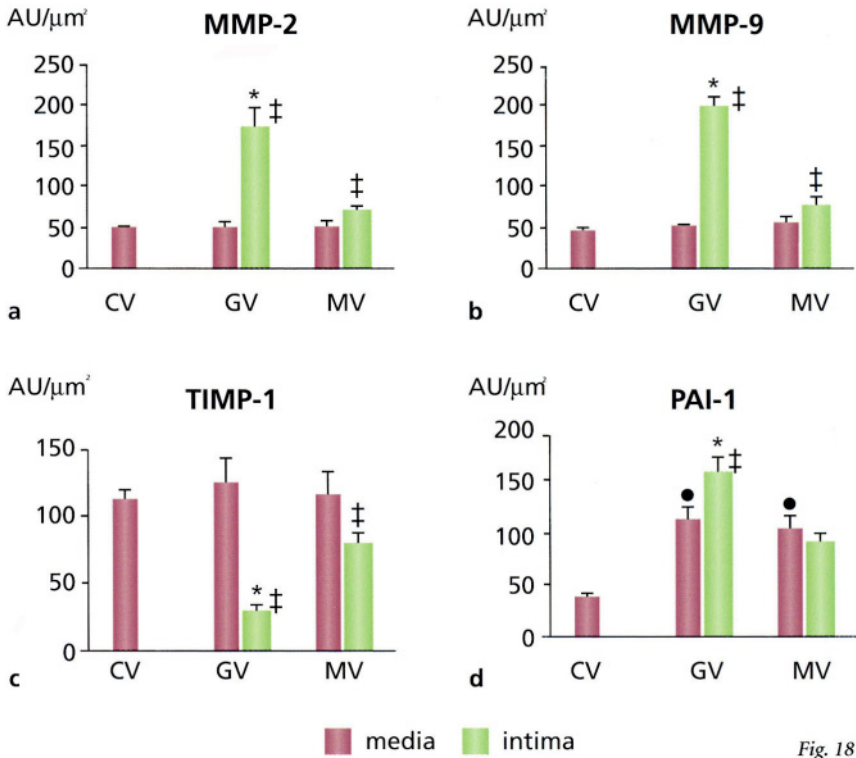 AU/μm²
MMP-2
250
200
150
100
50
0
*
‡
‡
CV
GV
MV
a
AU/μm²
MMP-9
250
200
150
100
50
0
*
‡
‡
CV
GV
MV
b
AU/μm²
TIMP-1
150
100
50
0
*
‡
‡
CV
GV
MV
c
AU/μm²
PAI-1
200
150
100
50
0
●
*
‡
●
CV
GV
MV
d
media
intima
Fig. 18